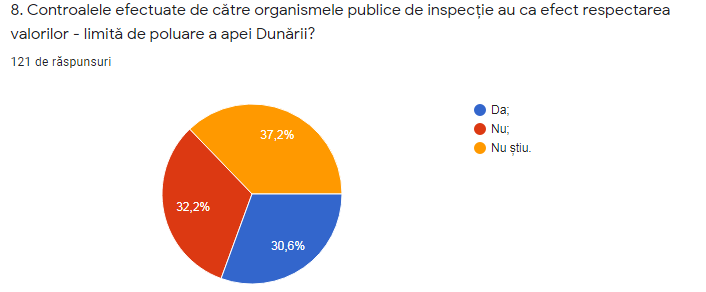 8. Controalele efectuate de către organismele publice de inspecție au ca efect respectarea
valorilor - limită de poluare a apei Dunării?
121 de răspunsuri
37,2%
32,2%
30,6%
Da;
Nu;
Nu știu.